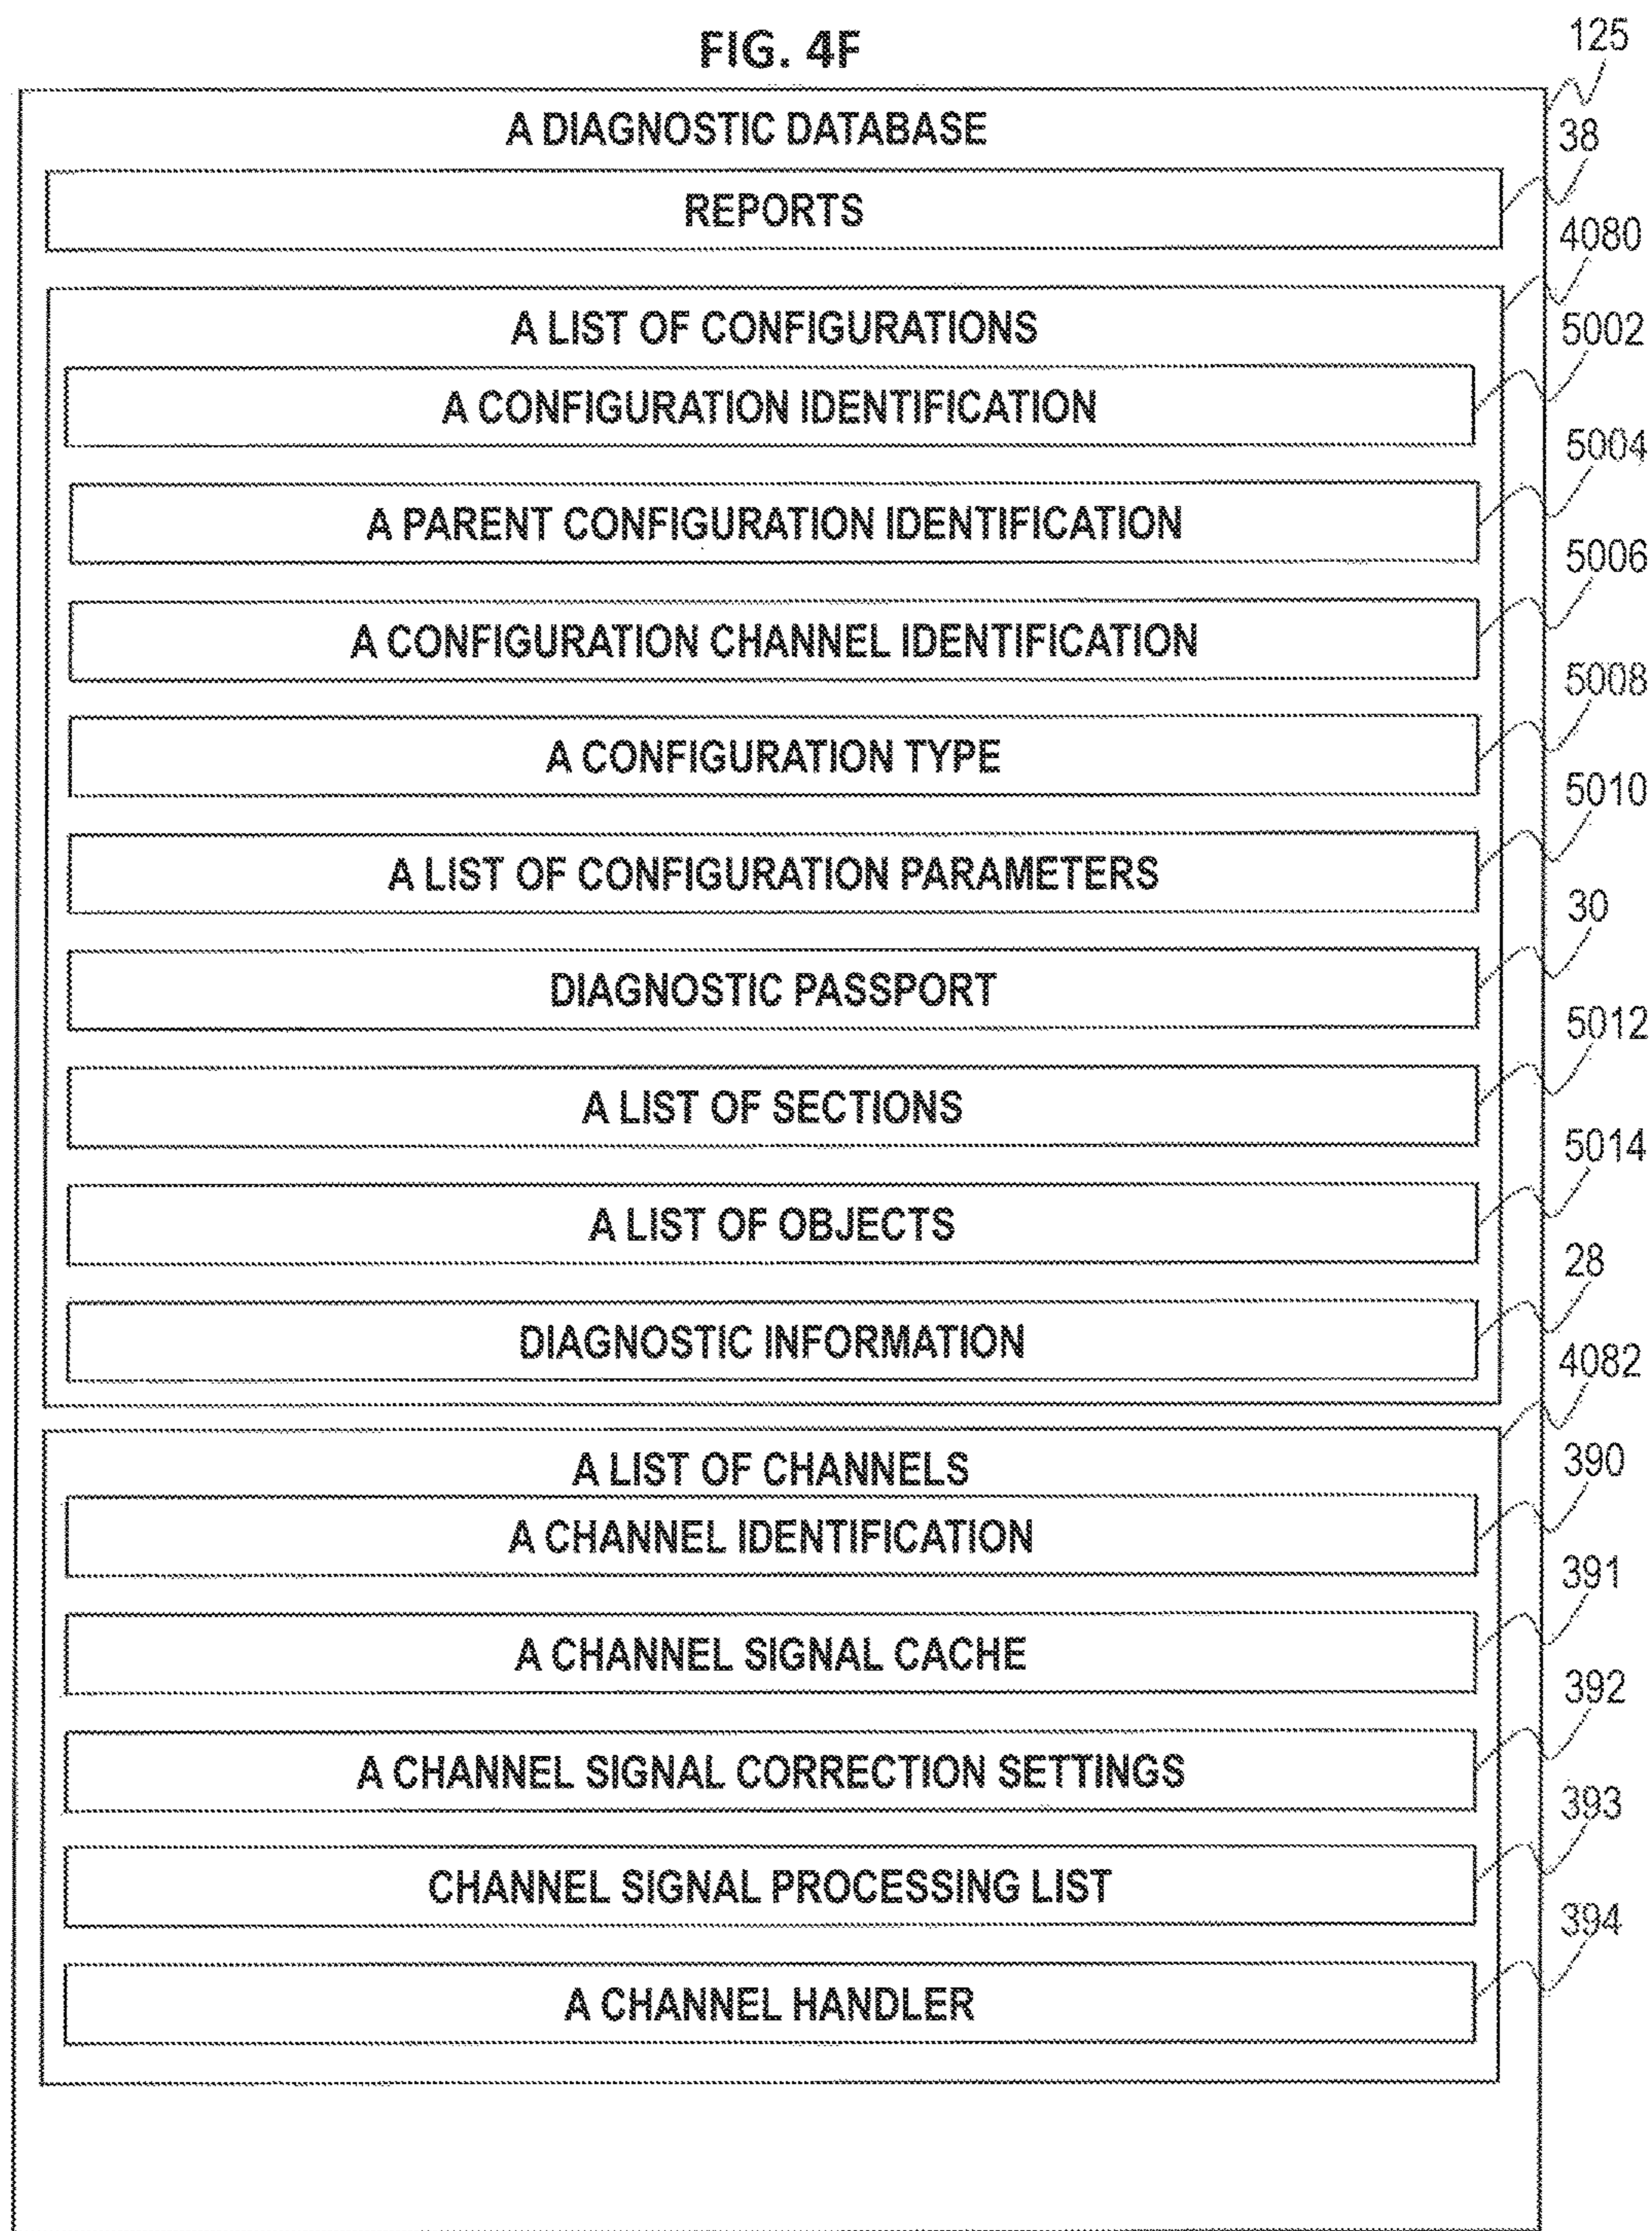 FIG. 4F
125
A DIAGNOSTIC DATABASE
38
REPORTS
4080
A LIST OF CONFIGURATIONS
5002
A CONFIGURATION IDENTIFICATION
5004
A PARENT CONFIGURATION IDENTIFICATION
5006
A CONFIGURATION CHANNEL IDENTIFICATION
5008
A CONFIGURATION TYPE
5010
A LIST OF CONFIGURATION PARAMETERS
30
DIAGNOSTIC PASSPORT
5012
A LIST OF SECTIONS
5014
A LIST OF OBJECTS
28
DIAGNOSTIC INFORMATION
4082
A LIST OF CHANNELS
390
A CHANNEL IDENTIFICATION
391
A CHANNEL SIGNAL CACHE
392
A CHANNEL SIGNAL CORRECTION SETTINGS
393
CHANNEL SIGNAL PROCESSING LIST
394
A CHANNEL HANDLER